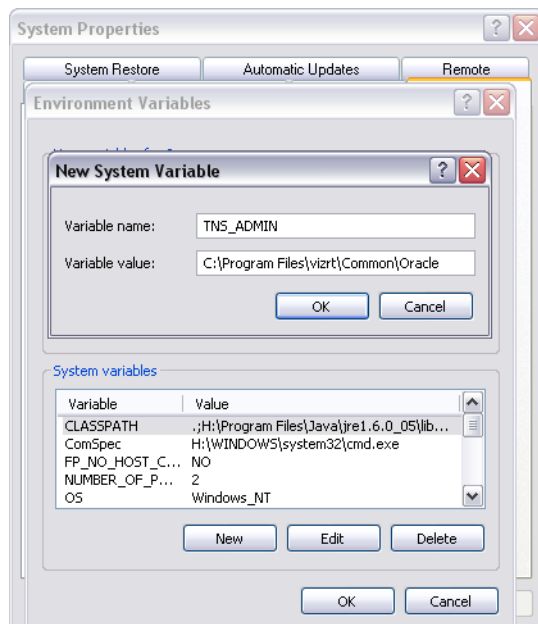 System Properties
System Restore Automatic Updates Remote
Environment Variables
New System Variable
Variable name: TNS_ADMIN
Variable value: C:\Program Files\vizrt\Common\Oracle
OK Cancel
System variables
Variable Value
CLASSPATH .;H:\Program Files\Java\jre1.6.0_05\lib...
ComSpec H:\WINDOWS\system32\cmd.exe
FP_NO_HOST_C... NO
NUMBER_OF_P... 2
OS Windows_NT
New Edit Delete
OK Cancel